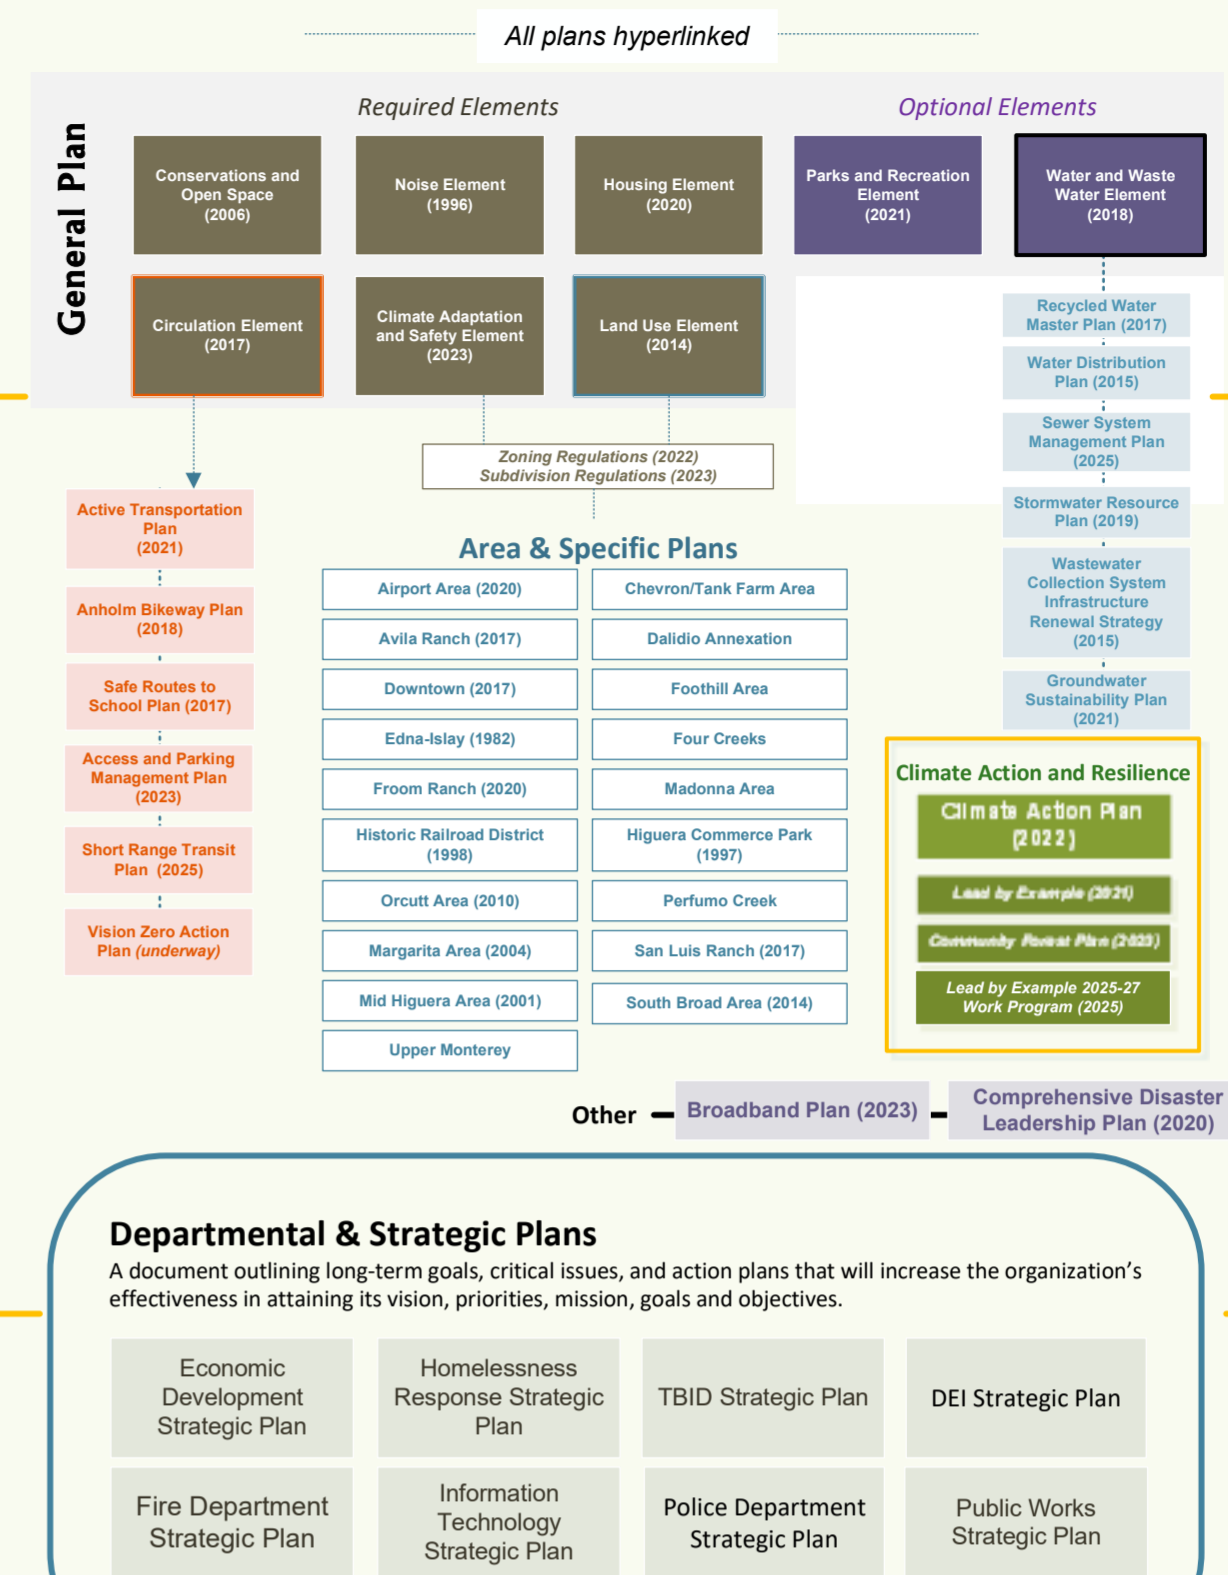 All plans hyperlinked
General Plan
Required Elements
Optional Elements
Conservations and
Open Space
(2006)
Noise Element
(1996)
Housing Element
(2020)
Parks and Recreation
Element
(2021)
Water and Waste
Water Element
(2018)
Circulation Element
(2017)
Climate Adaptation
and Safety Element
(2023)
Land Use Element
(2014)
Zoning Regulations (2022)
Subdivision Regulations (2023)
Active Transportation
Plan
(2021)
Anholm Bikeway Plan
(2018)
Safe Routes to
School Plan (2017)
Access and Parking
Management Plan
(2023)
Short Range Transit
Plan (2025)
Vision Zero Action
Plan (underway)
Area & Specific Plans
Airport Area (2020)
Avila Ranch (2017)
Downtown (2017)
Edna-Islay (1982)
Froom Ranch (2020)
Historic Railroad District
(1998)
Orcutt Area (2010)
Margarita Area (2004)
Mid Higuera Area (2001)
Upper Monterey
Chevron/Tank Farm Area
Dalidio Annexation
Foothill Area
Four Creeks
Madonna Area
Higuera Commerce Park
(1997)
Perfumo Creek
San Luis Ranch (2017)
South Broad Area (2014)
Recycled Water
Master Plan (2017)
Water Distribution
Plan (2015)
Sewer System
Management Plan
(2025)
Stormwater Resource
Plan (2019)
Wastewater
Collection System
Infrastructure
Renewal Strategy
(2015)
Groundwater
Sustainability Plan
(2021)
Climate Action and Resilience
Climate Action Plan
(2022)
Lead by Example (2021)
Community Forest Plan (2023)
Lead by Example 2025-27
Work Program (2025)
Other
Broadband Plan (2023)
Comprehensive Disaster
Leadership Plan (2020)
Departmental & Strategic Plans
A document outlining long-term goals, critical issues, and action plans that will increase the organization's
effectiveness in attaining its vision, priorities, mission, goals and objectives.
Economic
Development
Strategic Plan
Homelessness
Response Strategic
Plan
TBID Strategic Plan
DEI Strategic Plan
Fire Department
Strategic Plan
Information
Technology
Strategic Plan
Police Department
Strategic Plan
Public Works
Strategic Plan